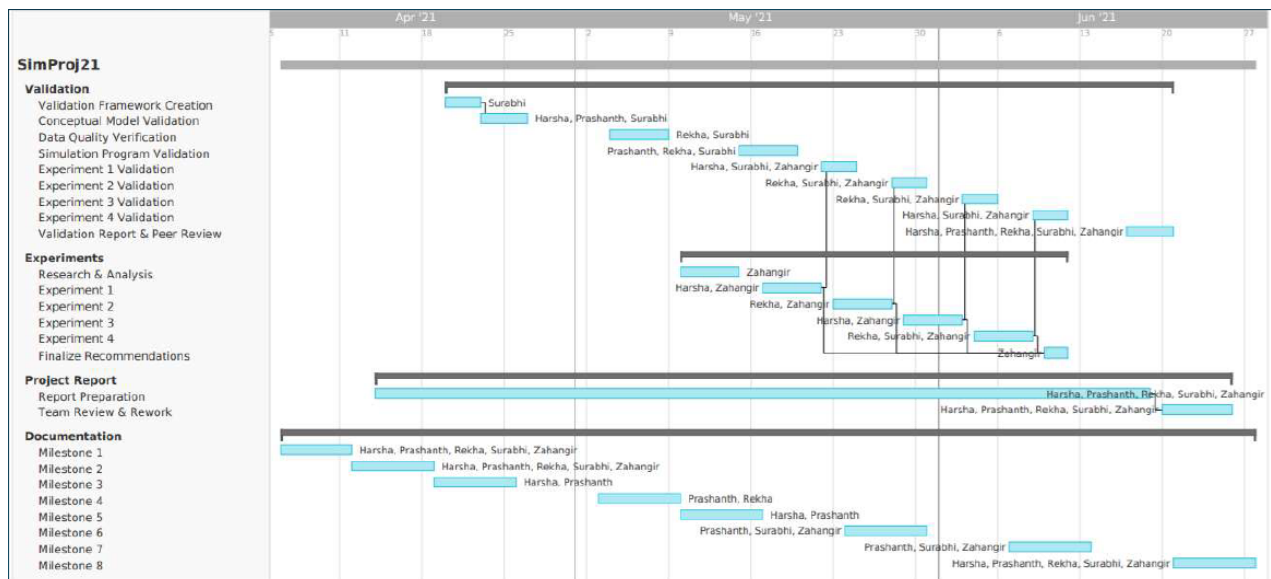 Apr '21 May '21 Jun '21
5 11 18 25 2 9 16 23 30 6 13 20 27
SimProj21
Validation
Validation Framework Creation Surabhi
Conceptual Model Validation Harsha, Prashanth, Surabhi
Data Quality Verification Rekha, Surabhi
Simulation Program Validation Prashanth, Rekha, Surabhi
Experiment 1 Validation Harsha, Surabhi, Zahangir
Experiment 2 Validation Rekha, Surabhi, Zahangir
Experiment 3 Validation Rekha, Surabhi, Zahangir
Experiment 4 Validation Harsha, Surabhi, Zahangir
Validation Report & Peer Review Harsha, Prashanth, Rekha, Surabhi, Zahangir
Experiments
Research & Analysis Zahangir
Experiment 1 Harsha, Zahangir
Experiment 2 Rekha, Zahangir
Experiment 3 Harsha, Zahangir
Experiment 4 Rekha, Surabhi, Zahangir
Finalize Recommendations Zahangir
Project Report
Report Preparation Harsha, Prashanth, Rekha, Surabhi, Zahangir
Team Review & Rework Harsha, Prashanth, Rekha, Surabhi, Zahangir
Documentation
Milestone 1 Harsha, Prashanth, Rekha, Surabhi, Zahangir
Milestone 2 Harsha, Prashanth, Rekha, Surabhi, Zahangir
Milestone 3 Harsha, Prashanth
Milestone 4 Prashanth, Rekha
Milestone 5 Harsha, Prashanth
Milestone 6 Prashanth, Surabhi, Zahangir
Milestone 7 Prashanth, Surabhi, Zahangir
Milestone 8 Harsha, Prashanth, Rekha, Surabhi, Zahangir